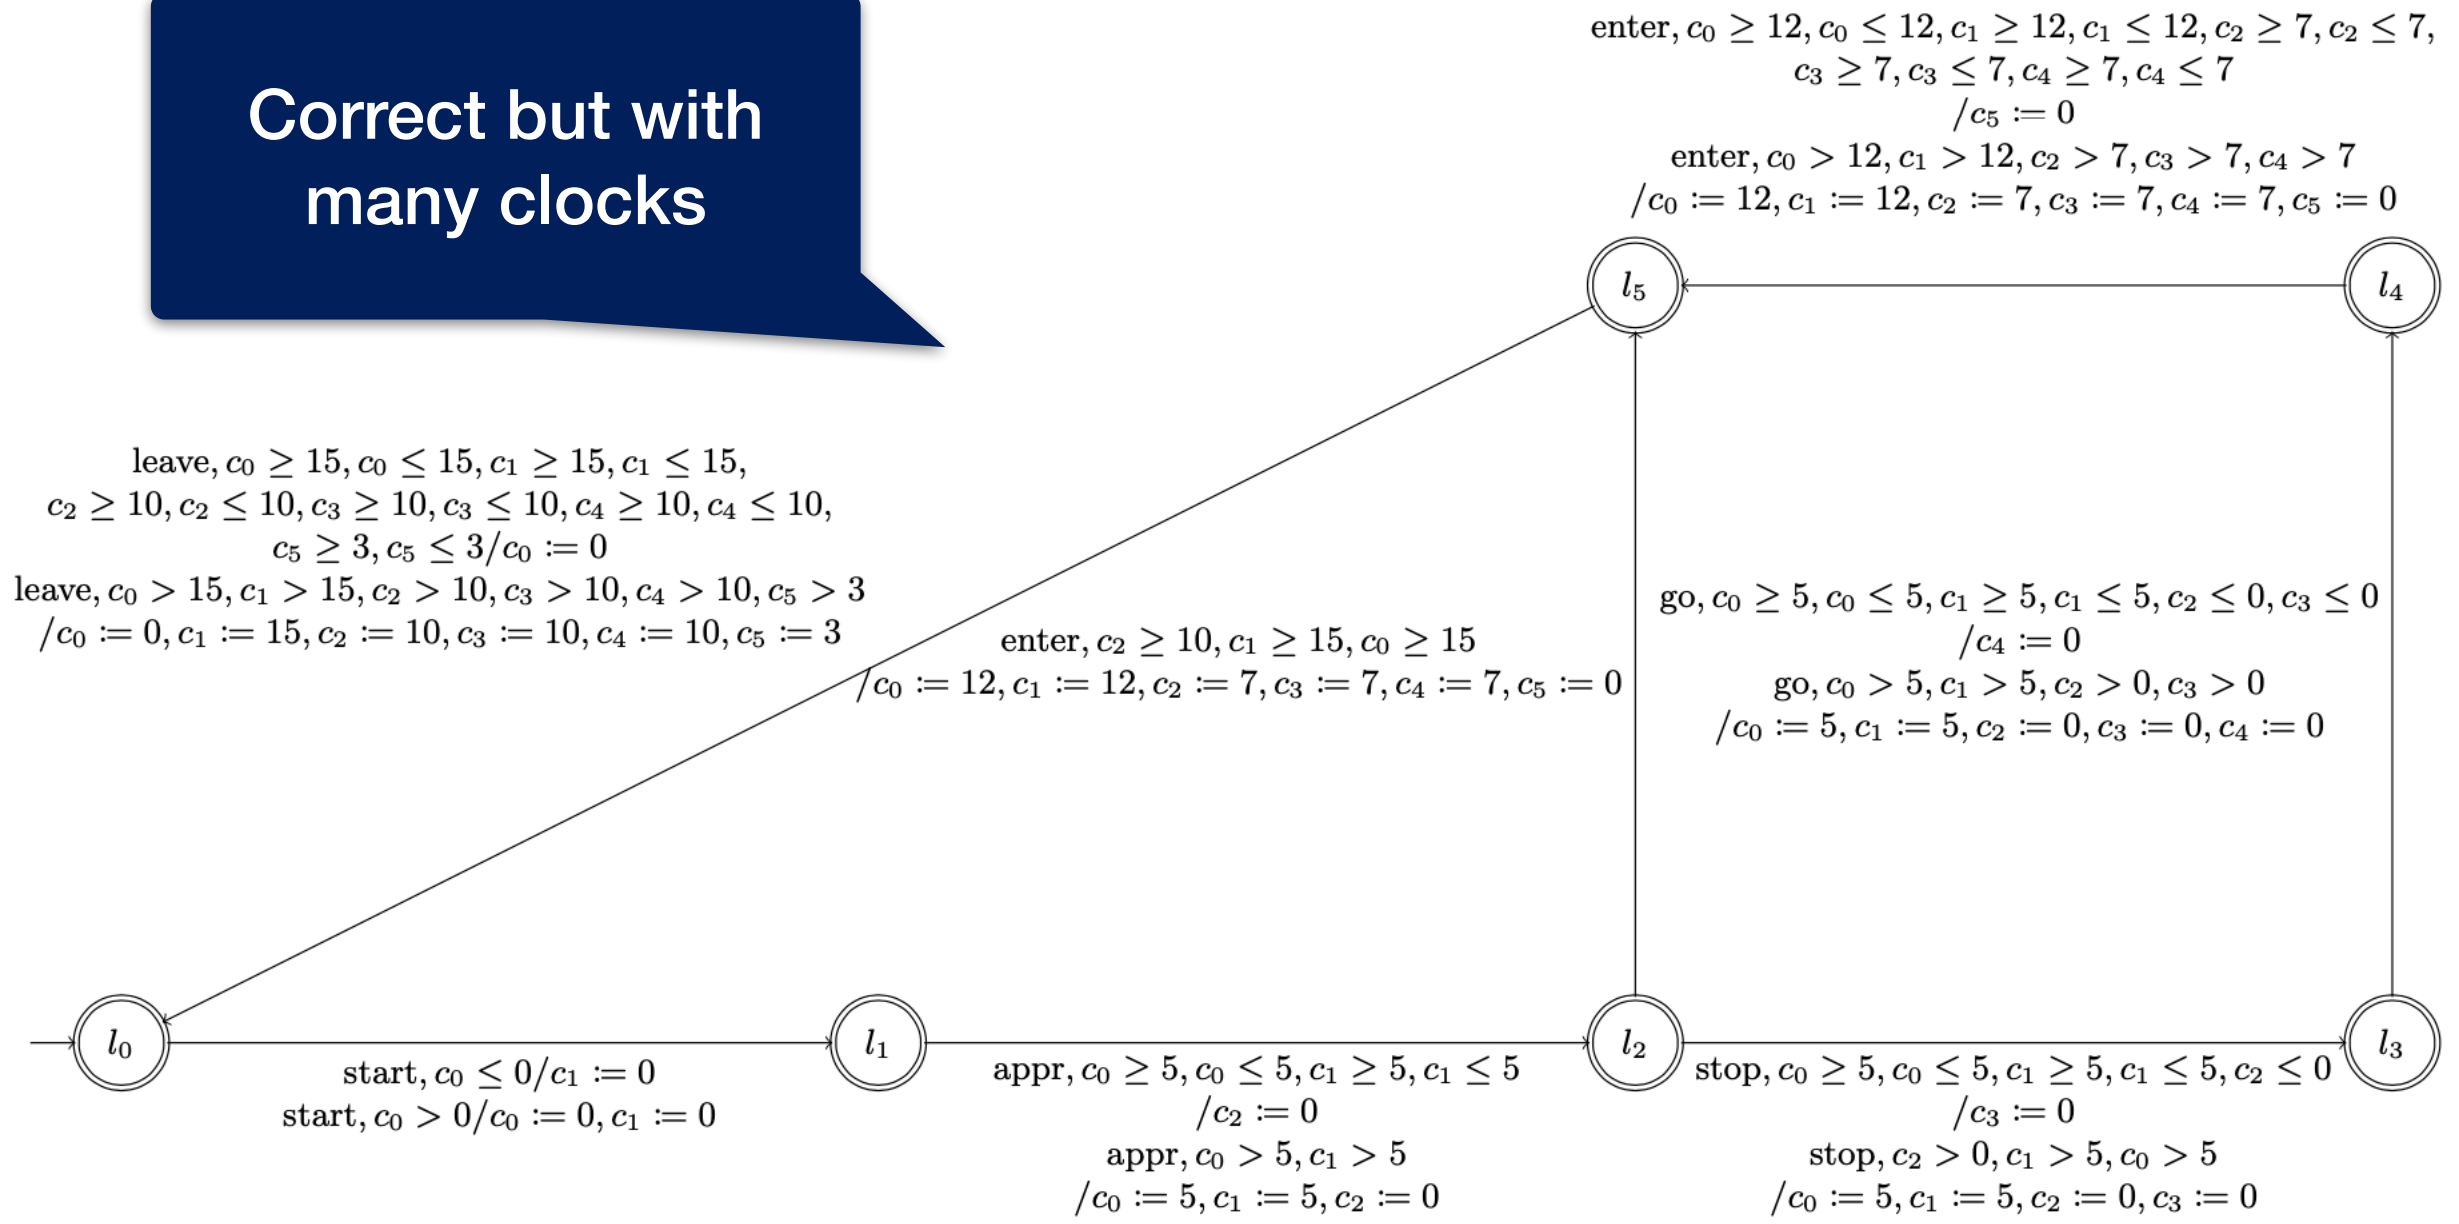 Correct but with
many clocks
enter, c₀ ≥ 12, c₀ ≤ 12, c₁ ≥ 12, c₁ ≤ 12, c₂ ≥ 7, c₂ ≤ 7,
c₃ ≥ 7, c₃ ≤ 7, c₄ ≥ 7, c₄ ≤ 7
/c₅ := 0
enter, c₀ > 12, c₁ > 12, c₂ > 7, c₃ > 7, c₄ > 7
/c₀ := 12, c₁ := 12, c₂ := 7, c₃ := 7, c₄ := 7, c₅ := 0
l₅
l₄
leave, c₀ ≥ 15, c₀ ≤ 15, c₁ ≥ 15, c₁ ≤ 15,
c₂ ≥ 10, c₂ ≤ 10, c₃ ≥ 10, c₃ ≤ 10, c₄ ≥ 10, c₄ ≤ 10,
c₅ ≥ 3, c₅ ≤ 3/c₀ := 0
leave, c₀ > 15, c₁ > 15, c₂ > 10, c₃ > 10, c₄ > 10, c₅ > 3
/c₀ := 0, c₁ := 15, c₂ := 10, c₃ := 10, c₄ := 10, c₅ := 3
enter, c₂ ≥ 10, c₁ ≥ 15, c₀ ≥ 15
/c₀ := 12, c₁ := 12, c₂ := 7, c₃ := 7, c₄ := 7, c₅ := 0
go, c₀ ≥ 5, c₀ ≤ 5, c₁ ≥ 5, c₁ ≤ 5, c₂ ≤ 0, c₃ ≤ 0
/c₄ := 0
go, c₀ > 5, c₁ > 5, c₂ > 0, c₃ > 0
/c₀ := 5, c₁ := 5, c₂ := 0, c₃ := 0, c₄ := 0
l₀
l₁
l₂
l₃
start, c₀ ≤ 0/c₁ := 0
start, c₀ > 0/c₀ := 0, c₁ := 0
appr, c₀ ≥ 5, c₀ ≤ 5, c₁ ≥ 5, c₁ ≤ 5
/c₂ := 0
appr, c₀ > 5, c₁ > 5
/c₀ := 5, c₁ := 5, c₂ := 0
stop, c₀ ≥ 5, c₀ ≤ 5, c₁ ≥ 5, c₁ ≤ 5, c₂ ≤ 0
/c₃ := 0
stop, c₂ > 0, c₁ > 5, c₀ > 5
/c₀ := 5, c₁ := 5, c₂ := 0, c₃ := 0